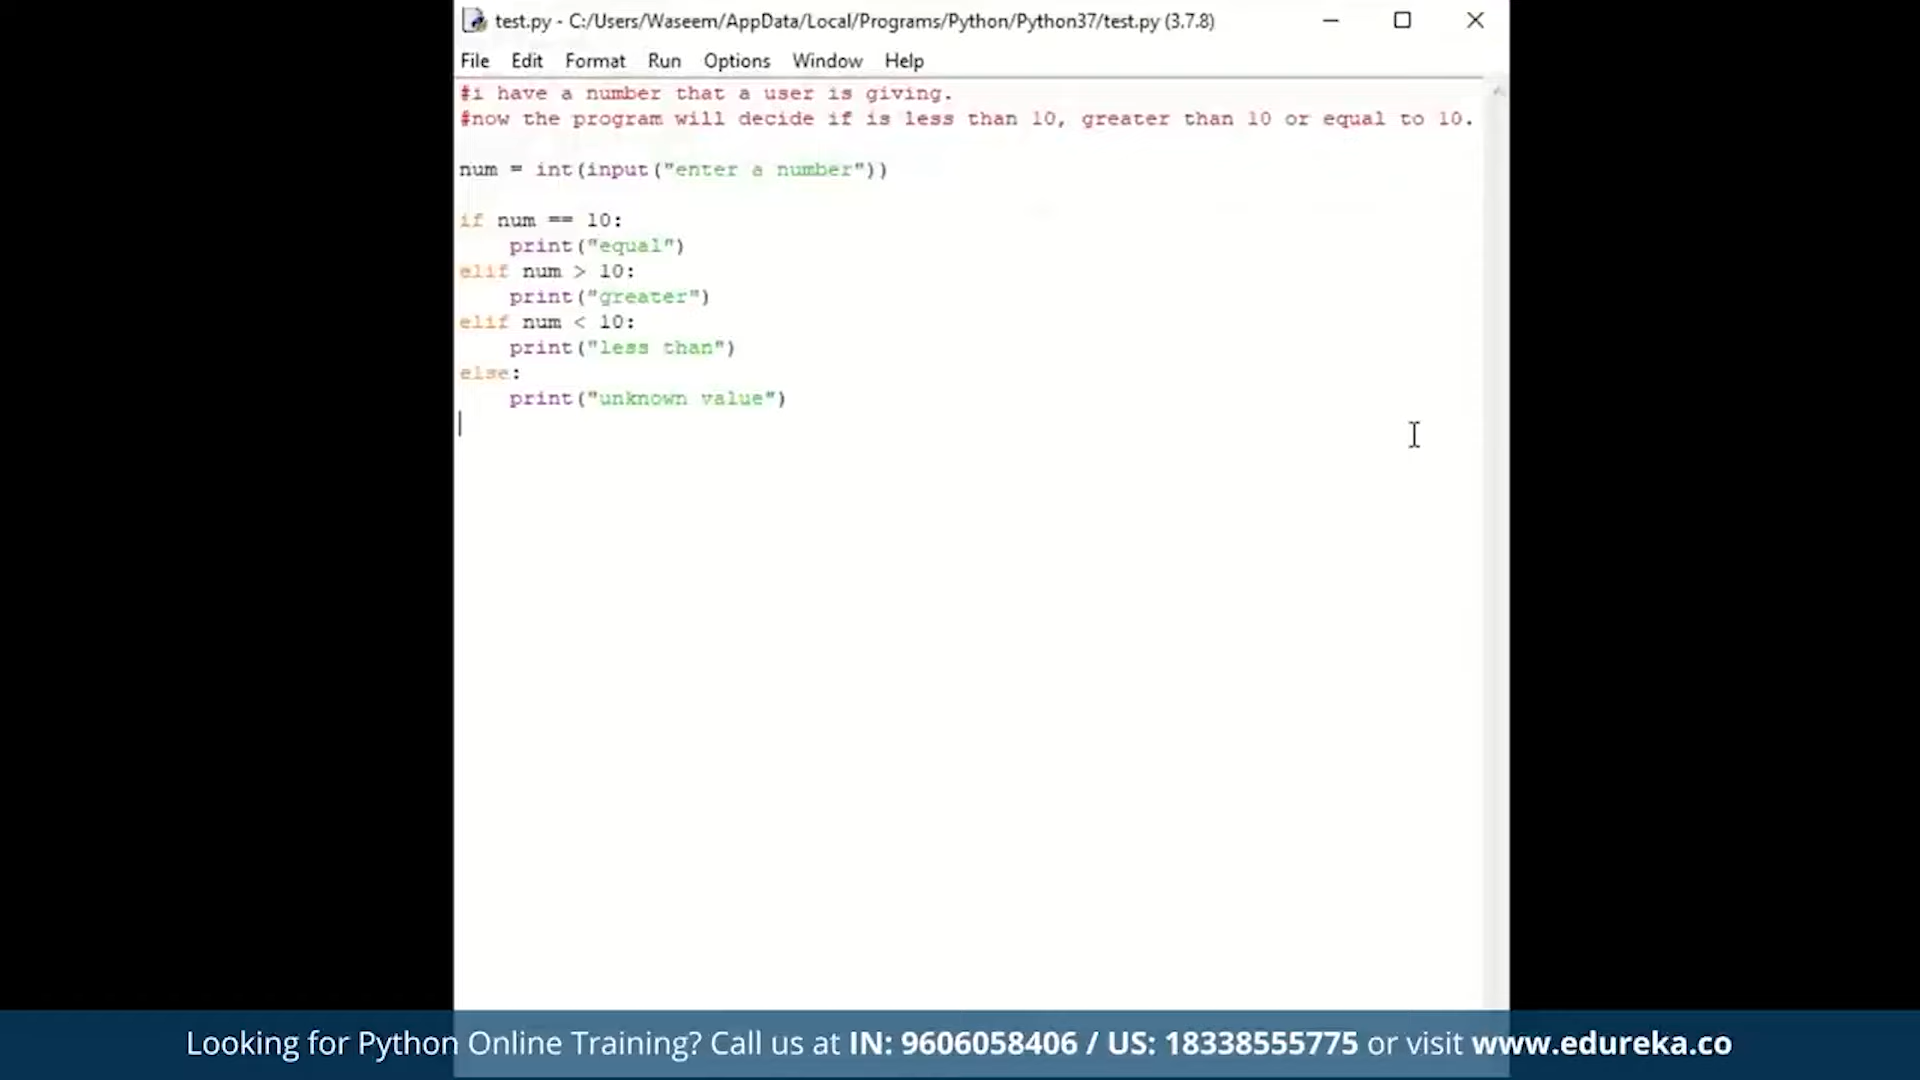 test.py - C:/Users/Waseem/AppData/Local/Programs/Python/Python37/test.py (3.7.8)
File Edit Format Run Options Window Help
#i have a number that a user is giving.
#now the program will decide if is less than 10, greater than 10 or equal to 10.
num = int(input("enter a number"))
if num == 10:
    print("equal")
elif num > 10:
    print("greater")
elif num < 10:
    print("less than")
else:
    print("unknown value")
Looking for Python Online Training? Call us at IN: 9606058406 / US: 18338555775 or visit www.edureka.co